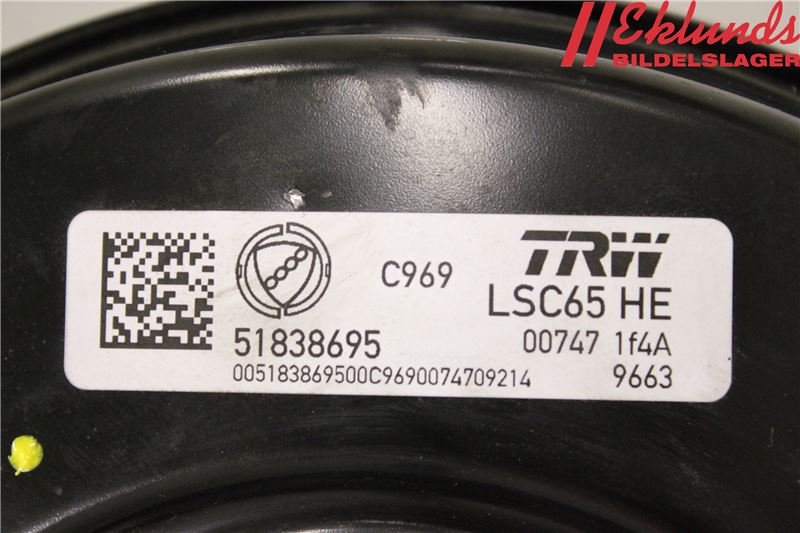 Eklunds
BILDELSLAGER
C969
TRW
LSC65 HE
51838695
00747 1f4A
005183869500C9690074709214
9663